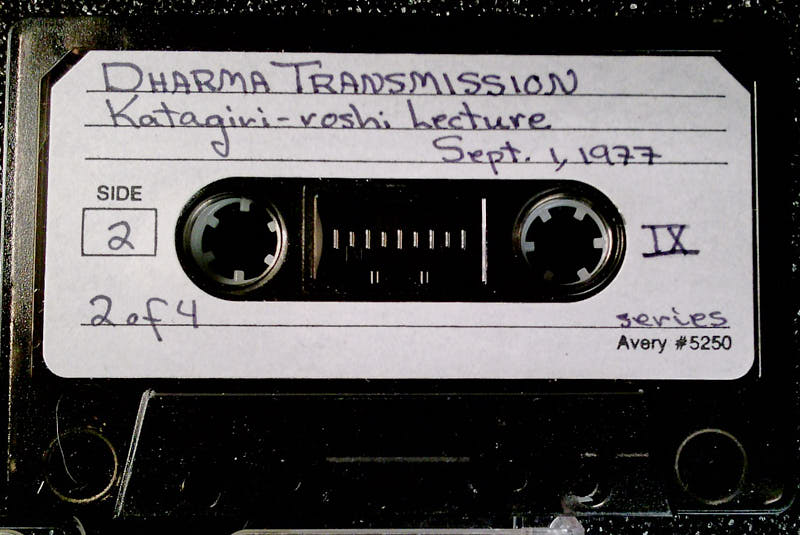 DHARMA TRANSMISSION
Katagiri-roshi Lecture
Sept. 1, 1977
SIDE
2
IX
2 of 4
series
Avery #5250